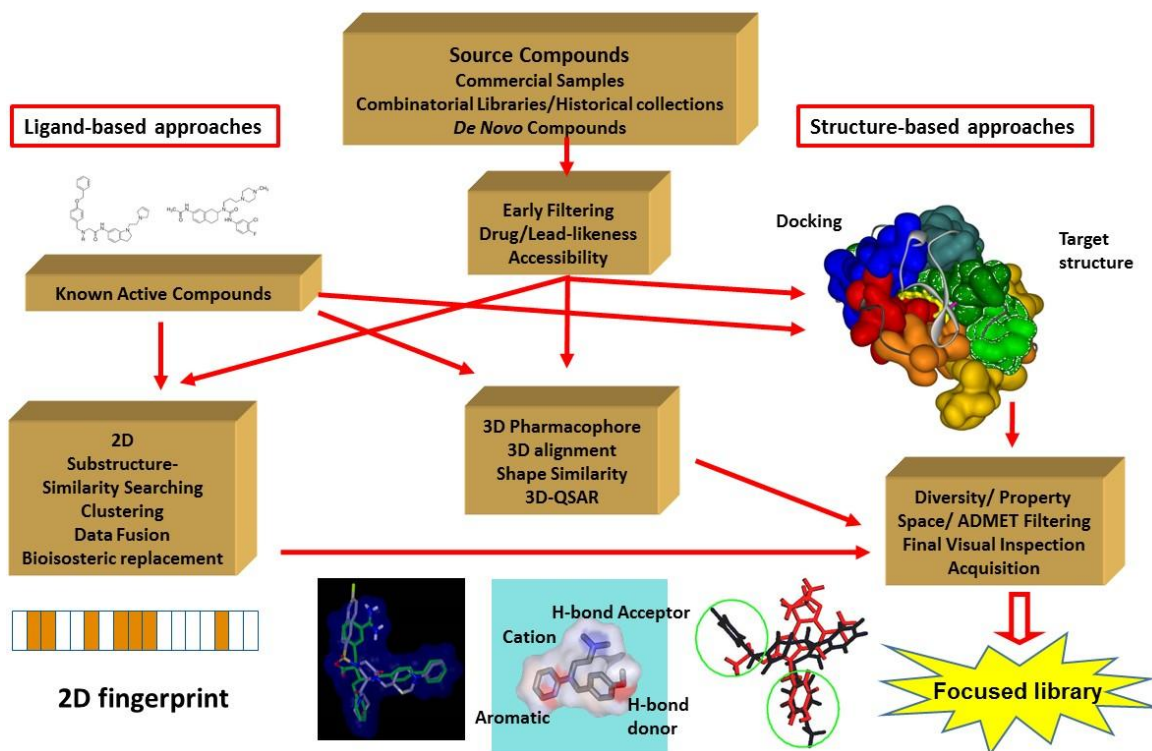 Source Compounds
Commercial Samples
Combinatorial Libraries/Historical collections
De Novo Compounds
Ligand-based approaches
Structure-based approaches
Early Filtering
Drug/Lead-likeness
Accessibility
Docking
Target
structure
Known Active Compounds
2D
Substructure-
Similarity Searching
Clustering
Data Fusion
Bioisosteric replacement
3D Pharmacophore
3D alignment
Shape Similarity
3D-QSAR
Diversity/ Property
Space/ ADMET Filtering
Final Visual Inspection
Acquisition
2D fingerprint
H-bond Acceptor
Cation
Aromatic
H-bond
donor
Focused library